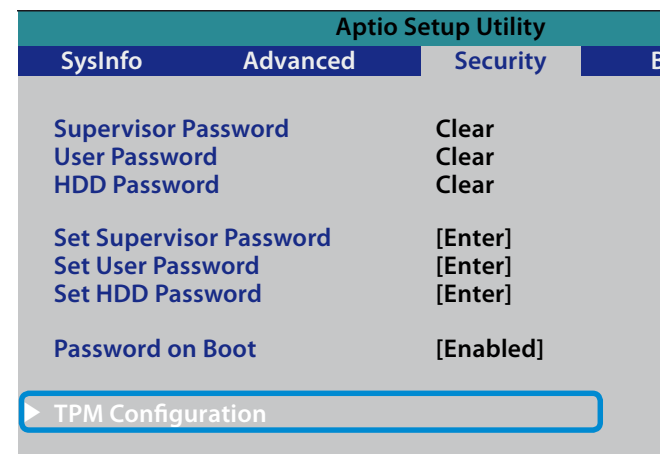 Aptio Setup Utility
SysInfo Advanced Security B
Supervisor Password Clear
User Password Clear
HDD Password Clear
Set Supervisor Password [Enter]
Set User Password [Enter]
Set HDD Password [Enter]
Password on Boot [Enabled]
TPM Configuration